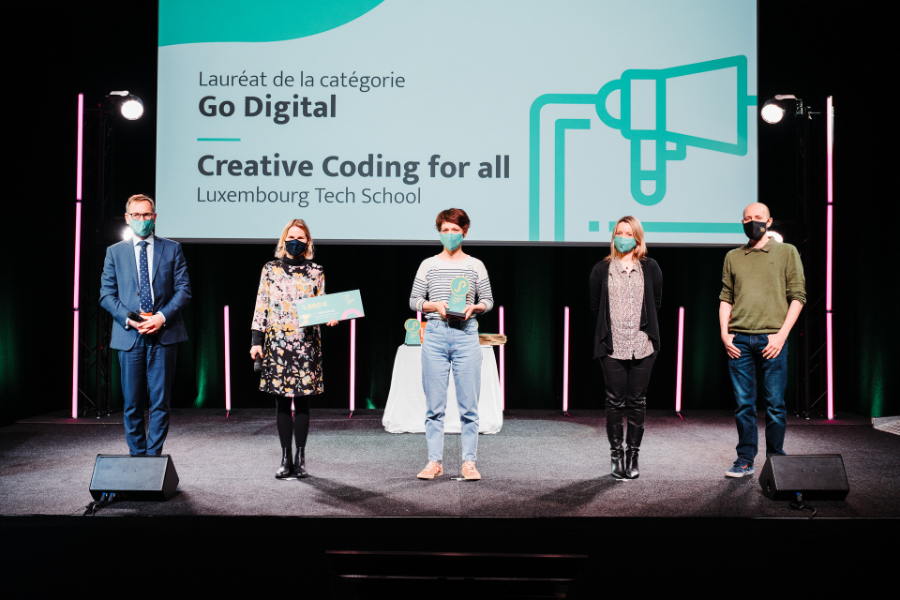 Lauréat de la catégorie
Go Digital
Creative Coding for all
Luxembourg Tech School